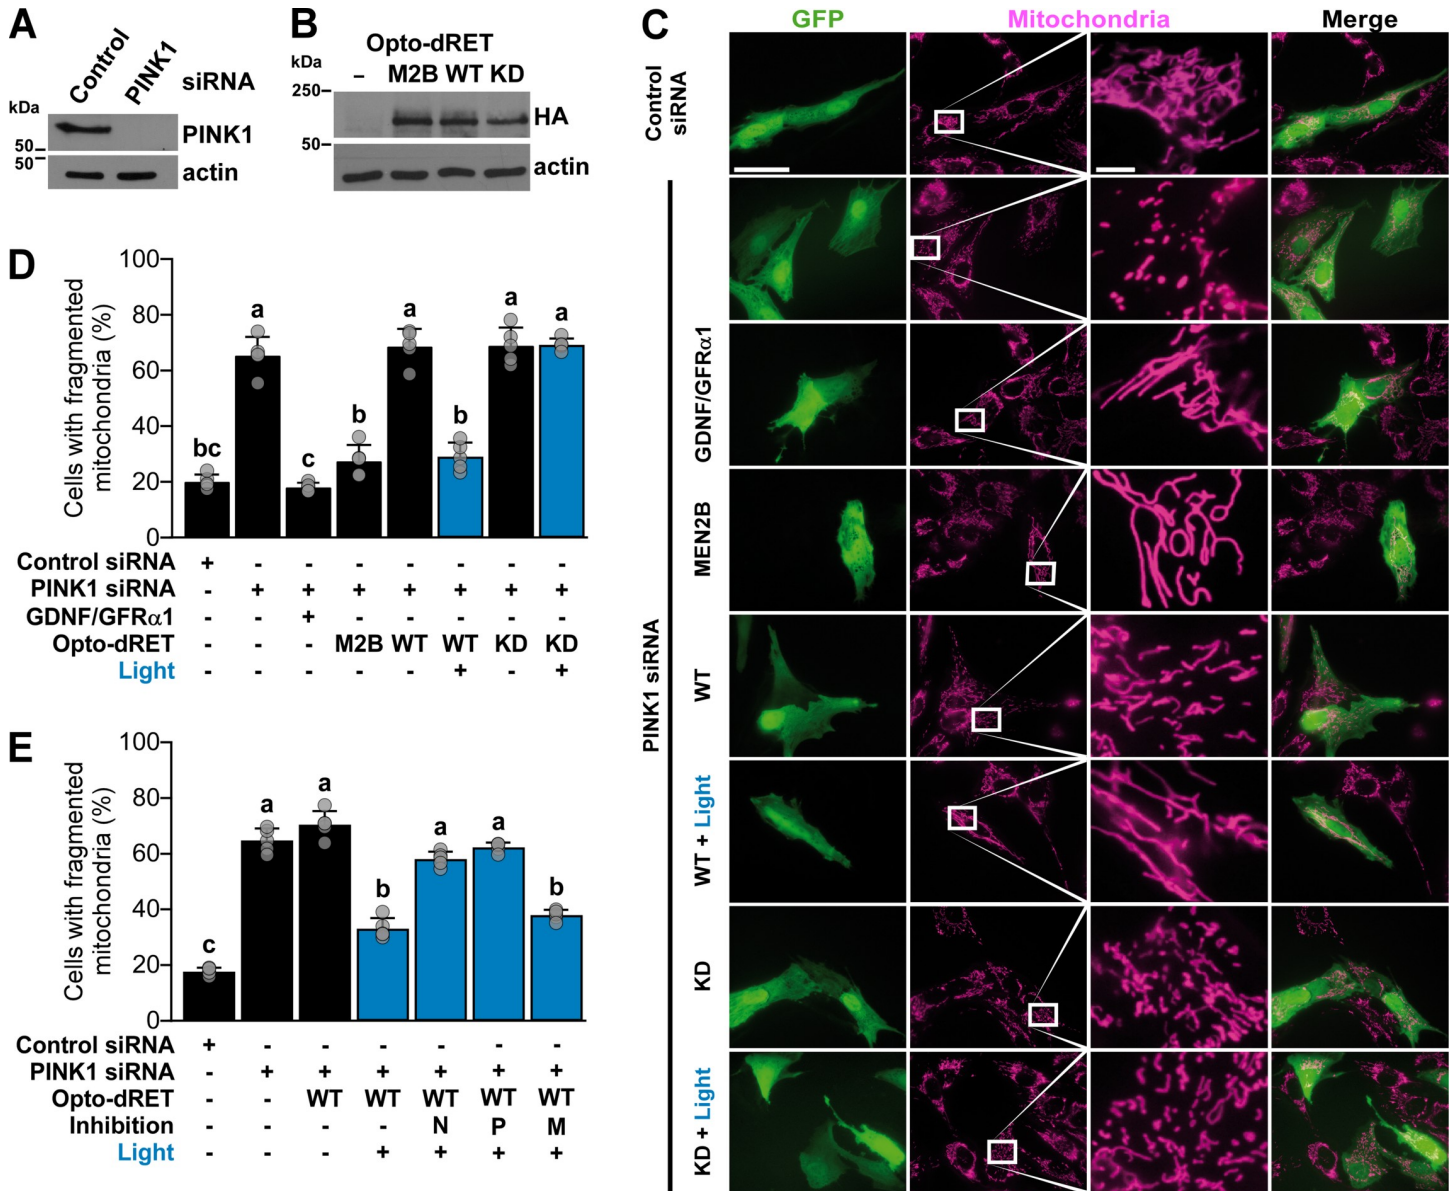 A
Control
PINK1
siRNA
kDa
PINK1
50
50
actin
B
Opto-dRET
kDa
– M2B WT KD
250
HA
50
actin
C
GFP Mitochondria Merge
Control
siRNA
PINK1 siRNA
GDNF/GFRα1
MEN2B
WT
WT + Light
KD
KD + Light
D
Cells with fragmented
mitochondria (%)
100
80
60
40
20
0
bc a c b a b a a
Control siRNA + - - - - - - -
PINK1 siRNA - + + + + + + +
GDNF/GFRα1 - - + - - - - -
Opto-dRET - - - M2B WT WT KD KD
Light - - - - - + - +
E
Cells with fragmented
mitochondria (%)
100
80
60
40
20
0
c a a b a a b
Control siRNA + - - - - - -
PINK1 siRNA - + + + + + +
Opto-dRET - - WT WT WT WT WT
Inhibition - - - - N P M
Light - - - + + + +